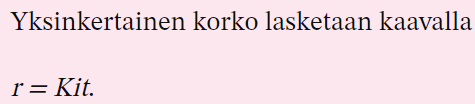 Yksinkertainen korko lasketaan kaavalla
r = Kit.